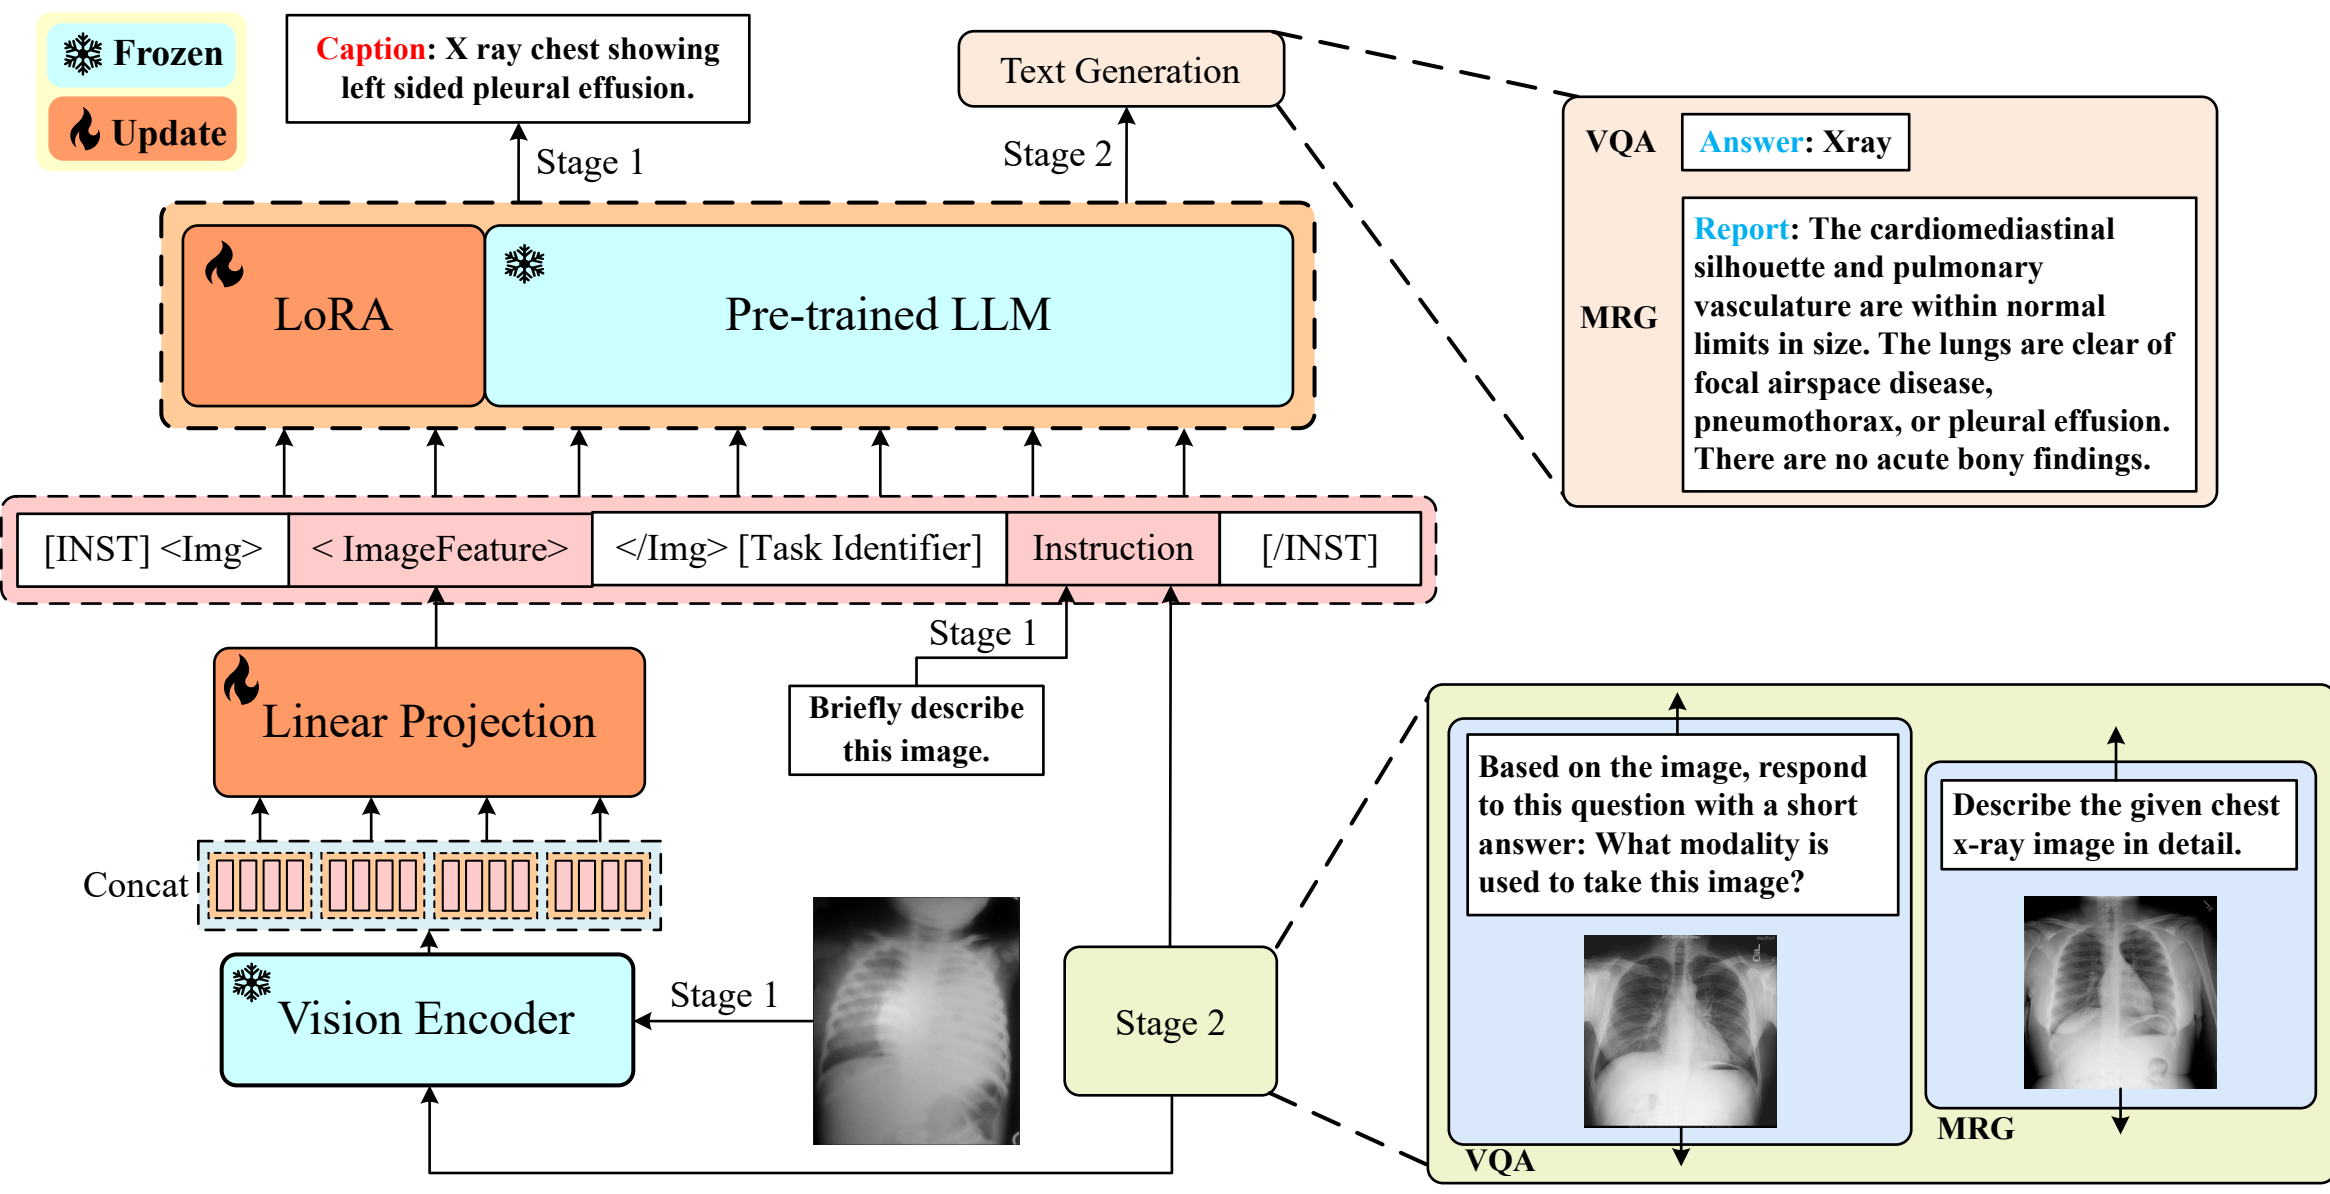 Frozen
Update
Caption: X ray chest showing
left sided pleural effusion.
Text Generation
Stage 1
Stage 2
VQA
Answer: Xray
MRG
Report: The cardiomediastinal
silhouette and pulmonary
vasculature are within normal
limits in size. The lungs are clear of
focal airspace disease,
pneumothorax, or pleural effusion.
There are no acute bony findings.
LoRA
Pre-trained LLM
[INST] <Img>
< ImageFeature>
</Img> [Task Identifier]
Instruction
[/INST]
Stage 1
Briefly describe
this image.
Linear Projection
Concat
Vision Encoder
Stage 1
Stage 2
Based on the image, respond
to this question with a short
answer: What modality is
used to take this image?
VQA
Describe the given chest
x-ray image in detail.
MRG